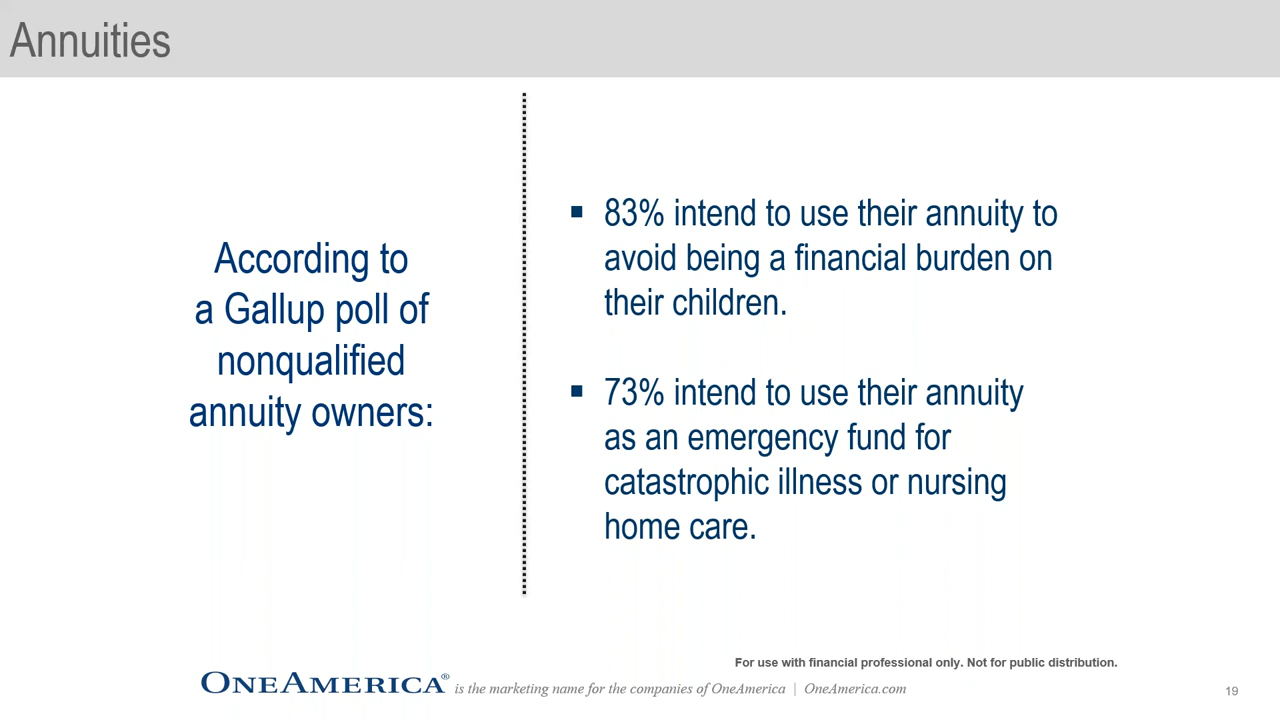 Annuities
According to
a Gallup poll of
nonqualified
annuity owners:
▪ 83% intend to use their annuity to
avoid being a financial burden on
their children.
▪ 73% intend to use their annuity
as an emergency fund for
catastrophic illness or nursing
home care.
For use with financial professional only. Not for public distribution.
ONEAMERICA® is the marketing name for the companies of OneAmerica | OneAmerica.com
19